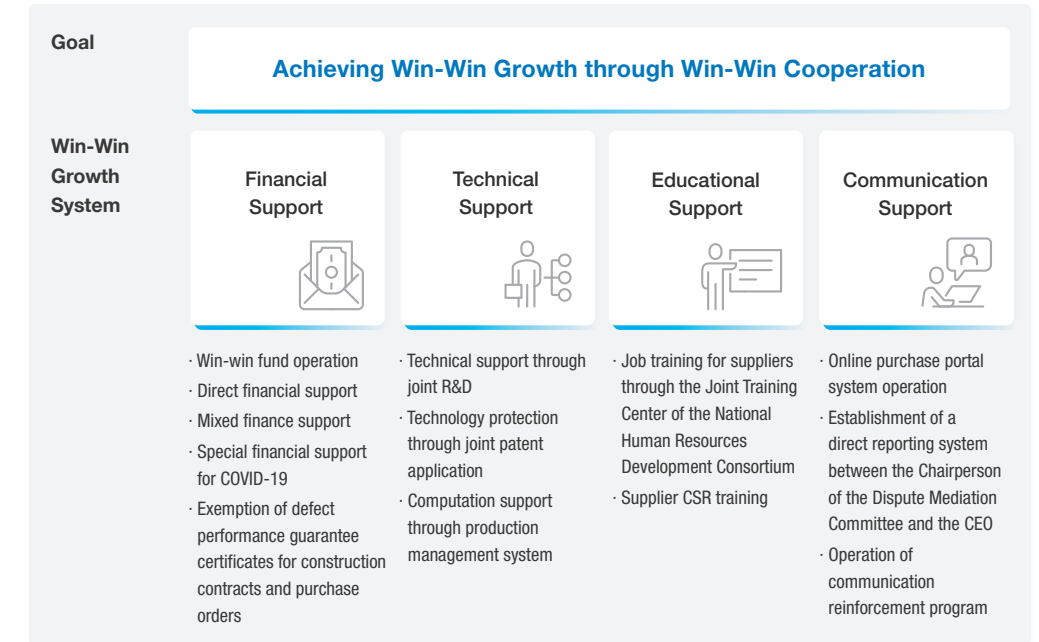 Goal
Achieving Win-Win Growth through Win-Win Cooperation
Win-Win
Growth
System
Financial
Support
· Win-win fund operation
· Direct financial support
· Mixed finance support
· Special financial support
for COVID-19
· Exemption of defect
performance guarantee
certificates for construction
contracts and purchase
orders
Technical
Support
· Technical support through
joint R&D
· Technology protection
through joint patent
application
· Computation support
through production
management system
Educational
Support
· Job training for suppliers
through the Joint Training
Center of the National
Human Resources
Development Consortium
· Supplier CSR training
Communication
Support
· Online purchase portal
system operation
· Establishment of a
direct reporting system
between the Chairperson
of the Dispute Mediation
Committee and the CEO
· Operation of
communication
reinforcement program